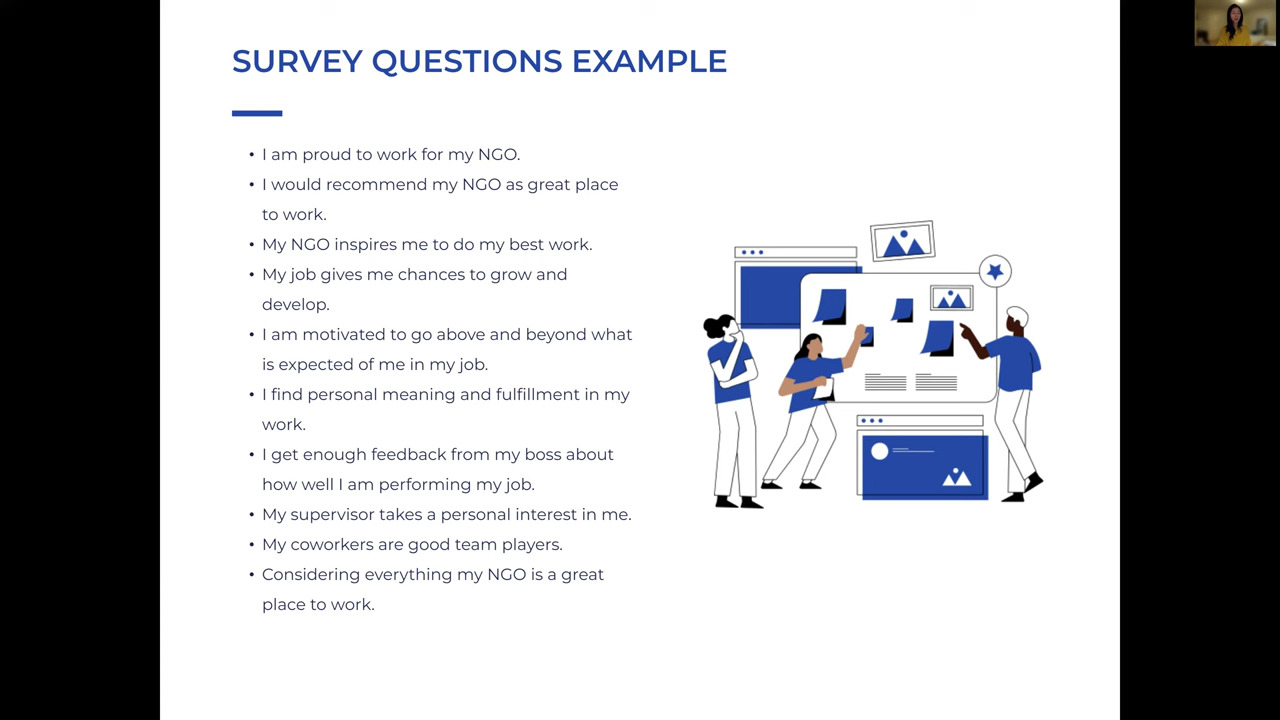 SURVEY QUESTIONS EXAMPLE
• I am proud to work for my NGO.
• I would recommend my NGO as great place
to work.
• My NGO inspires me to do my best work.
• My job gives me chances to grow and
develop.
• I am motivated to go above and beyond what
is expected of me in my job.
• I find personal meaning and fulfillment in my
work.
• I get enough feedback from my boss about
how well I am performing my job.
• My supervisor takes a personal interest in me.
• My coworkers are good team players.
• Considering everything my NGO is a great
place to work.